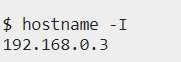 $ hostname -I
192.168.0.3